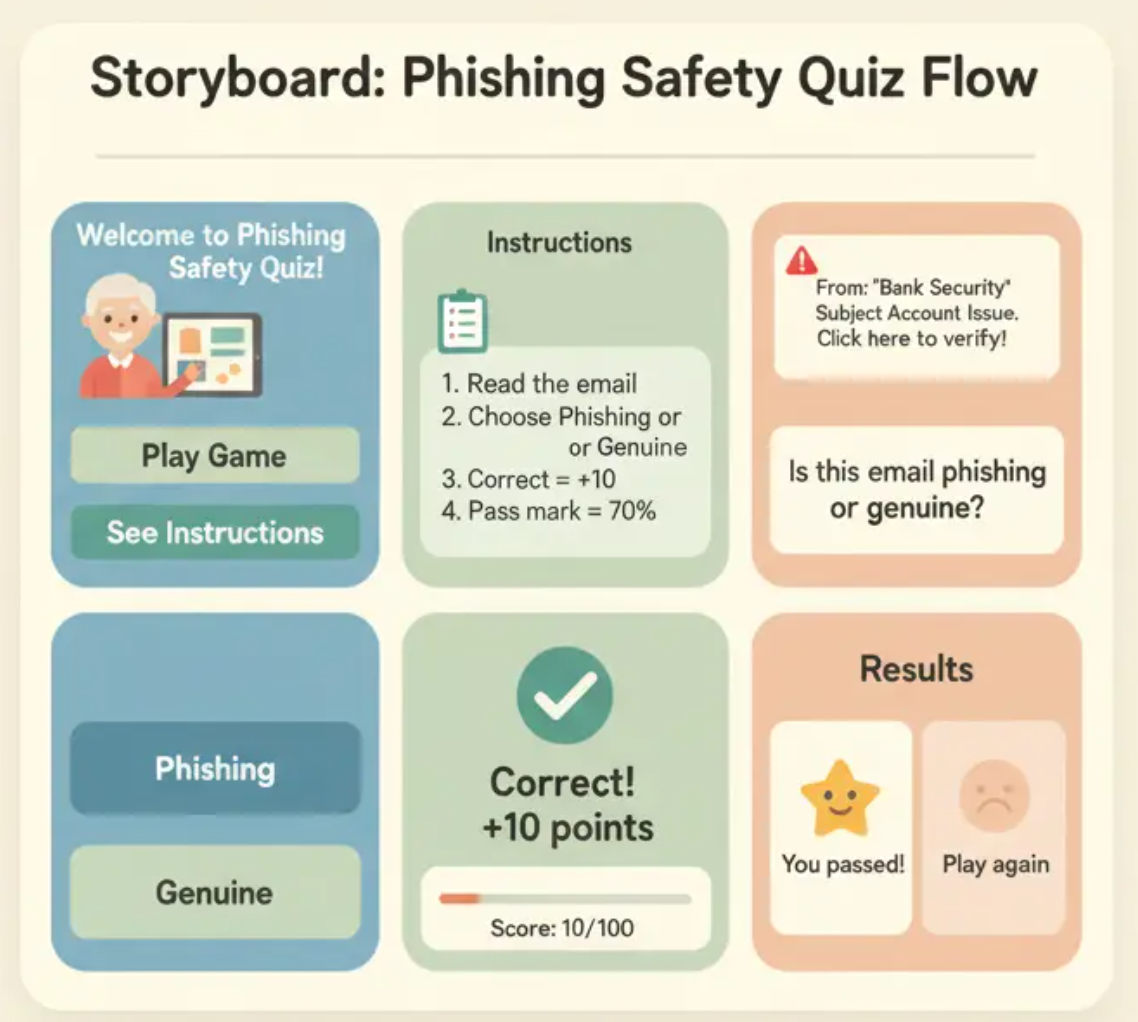 Storyboard: Phishing Safety Quiz Flow
Welcome to Phishing
Safety Quiz!
Play Game
See Instructions
Instructions
1. Read the email
2. Choose Phishing or
or Genuine
3. Correct = +10
4. Pass mark = 70%
From: "Bank Security"
Subject Account Issue.
Click here to verify!
Is this email phishing
or genuine?
Phishing
Genuine
Correct!
+10 points
Score: 10/100
Results
You passed!
Play again